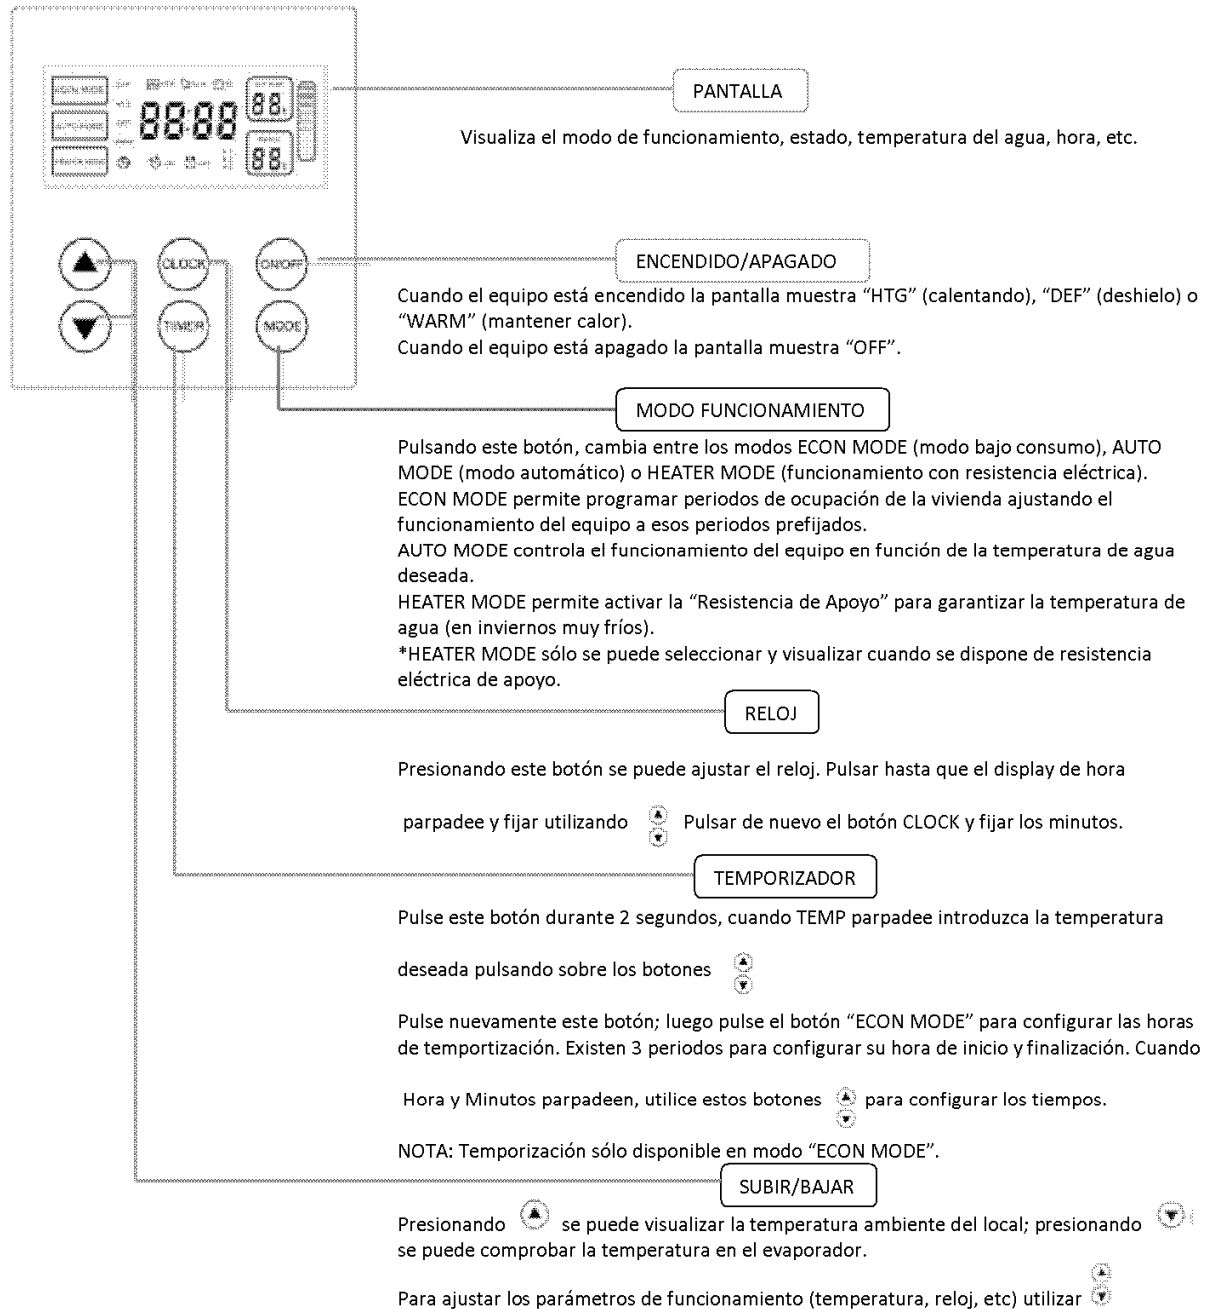 PANTALLA
Visualiza el modo de funcionamiento, estado, temperatura del agua, hora, etc.
88:88
88
88
CLOCK
ON/OFF
TIMER
MODE
ENCENDIDO/APAGADO
Cuando el equipo está encendido la pantalla muestra “HTG” (calentando), “DEF” (deshielo) o
“WARM” (mantener calor).
Cuando el equipo está apagado la pantalla muestra “OFF”.
MODO FUNCIONAMIENTO
Pulsando este botón, cambia entre los modos ECON MODE (modo bajo consumo), AUTO
MODE (modo automático) o HEATER MODE (funcionamiento con resistencia eléctrica).
ECON MODE permite programar periodos de ocupación de la vivienda ajustando el
funcionamiento del equipo a esos periodos prefijados.
AUTO MODE controla el funcionamiento del equipo en función de la temperatura de agua
deseada.
HEATER MODE permite activar la “Resistencia de Apoyo” para garantizar la temperatura de
agua (en inviernos muy fríos).
*HEATER MODE sólo se puede seleccionar y visualizar cuando se dispone de resistencia
eléctrica de apoyo.
RELOJ
Presionando este botón se puede ajustar el reloj. Pulsar hasta que el display de hora
parpadee y fijar utilizando Pulsar de nuevo el botón CLOCK y fijar los minutos.
TEMPORIZADOR
Pulse este botón durante 2 segundos, cuando TEMP parpadee introduzca la temperatura
deseada pulsando sobre los botones
Pulse nuevamente este botón; luego pulse el botón “ECON MODE” para configurar las horas
de temportización. Existen 3 periodos para configurar su hora de inicio y finalización. Cuando
Hora y Minutos parpadeen, utilice estos botones para configurar los tiempos.
NOTA: Temporización sólo disponible en modo “ECON MODE”.
SUBIR/BAJAR
Presionando se puede visualizar la temperatura ambiente del local; presionando
se puede comprobar la temperatura en el evaporador.
Para ajustar los parámetros de funcionamiento (temperatura, reloj, etc) utilizar